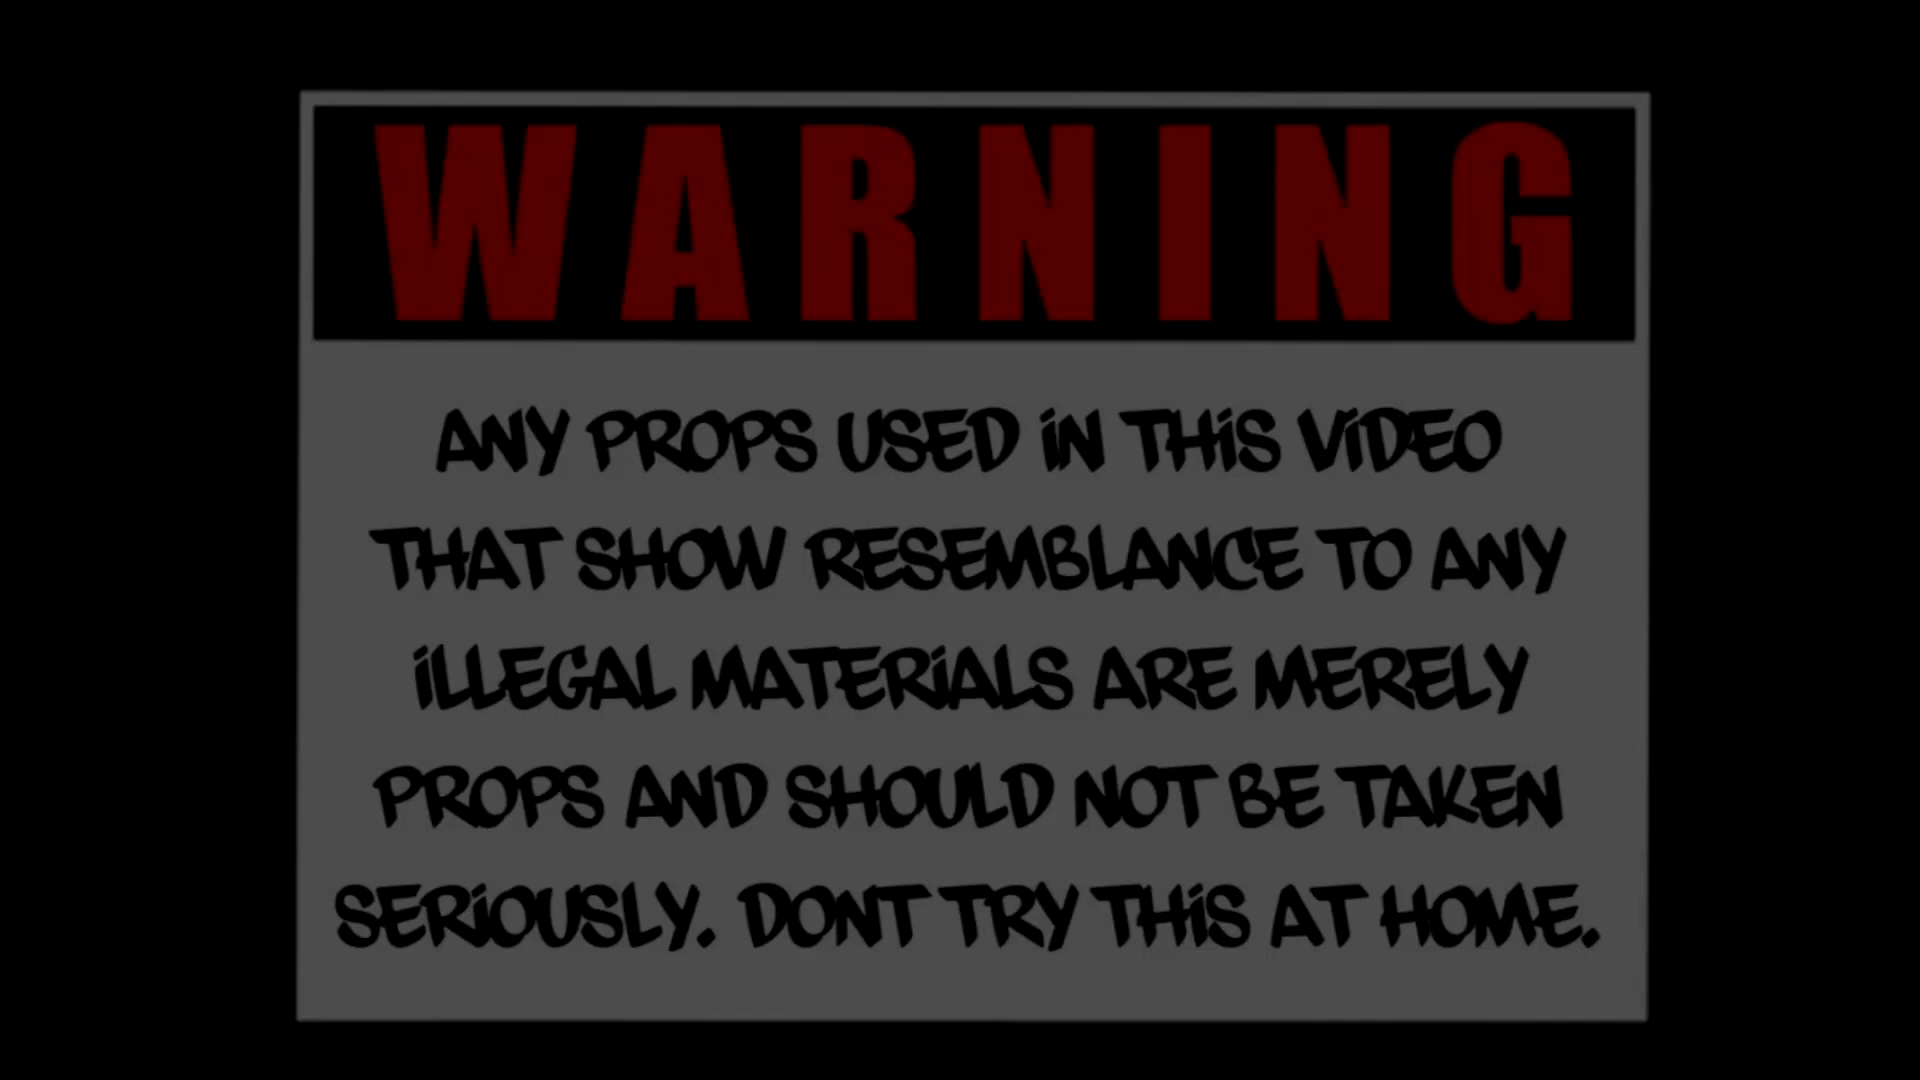 WARNING
ANY PROPS USED iN THiS ViDEO
THAT SHOW RESEMBLANCE TO ANY
iLLEGAL MATERiALS ARE MERELY
PROPS AND SHOULD NOT BE TAKEN
SERiOUSLY. DONT TRY THiS AT HOME.